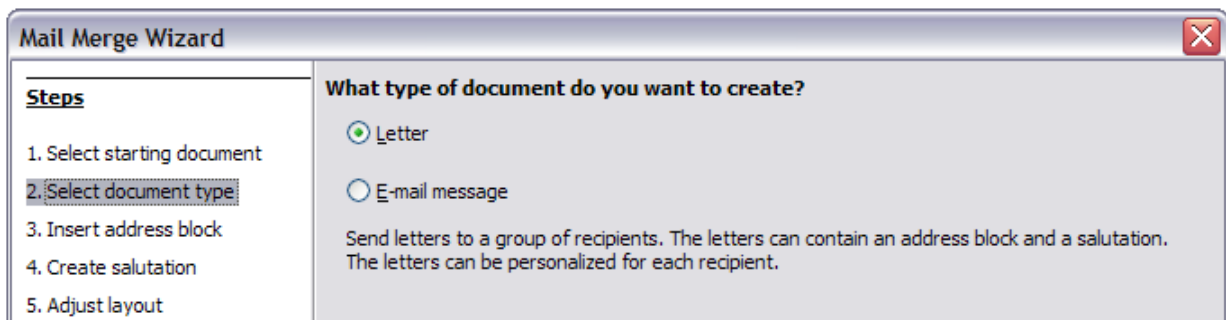 Mail Merge Wizard
Steps
1. Select starting document
2. Select document type
3. Insert address block
4. Create salutation
5. Adjust layout
What type of document do you want to create?
Letter
E-mail message
Send letters to a group of recipients. The letters can contain an address block and a salutation.
The letters can be personalized for each recipient.